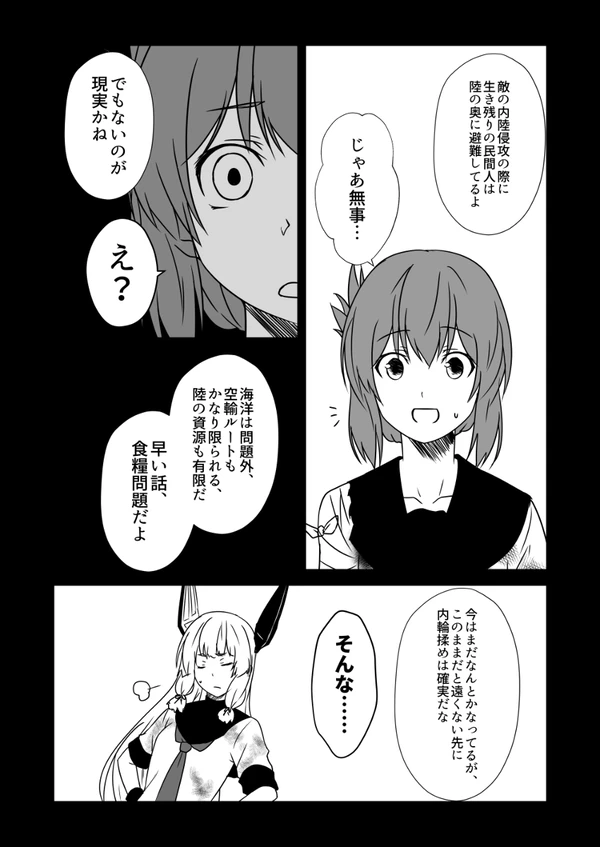 敵の内陸侵攻の際に
生き残りの民間人は
陸の奥に避難してるよ
じゃあ無事…
でもないのが
現実かね
え？
海洋は問題外、
空輸ルートも
かなり限られる、
陸の資源も有限だ
早い話、
食糧問題だよ
今はまだなんとかなってるが、
このままだと遠くない先に
内輪揉めは確実だな
そんな……